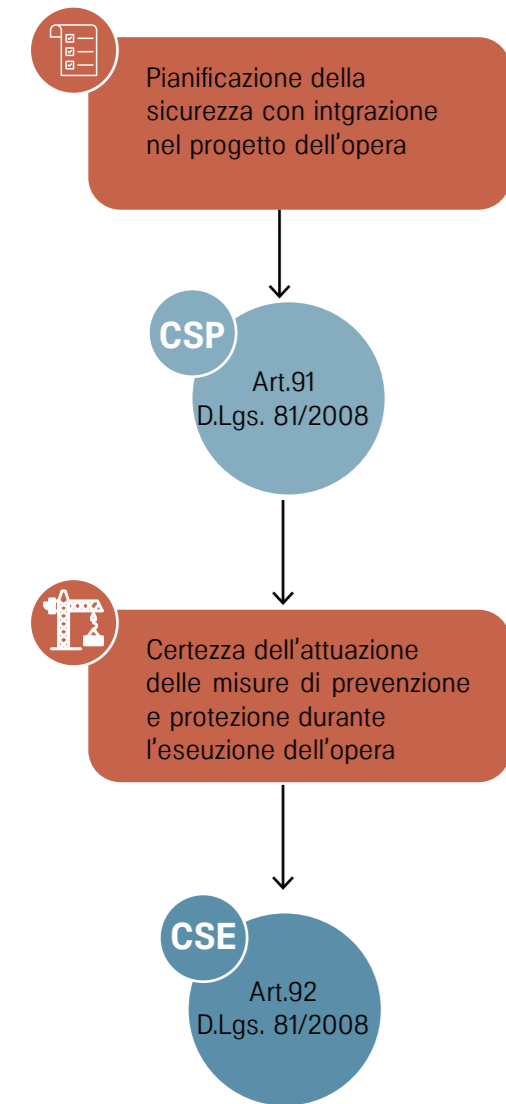 Pianificazione della
sicurezza con intgrazione
nel progetto dell'opera
CSP
Art.91
D.Lgs. 81/2008
Certezza dell'attuazione
delle misure di prevenzione
e protezione durante
l'eseuzione dell'opera
CSE
Art.92
D.Lgs. 81/2008